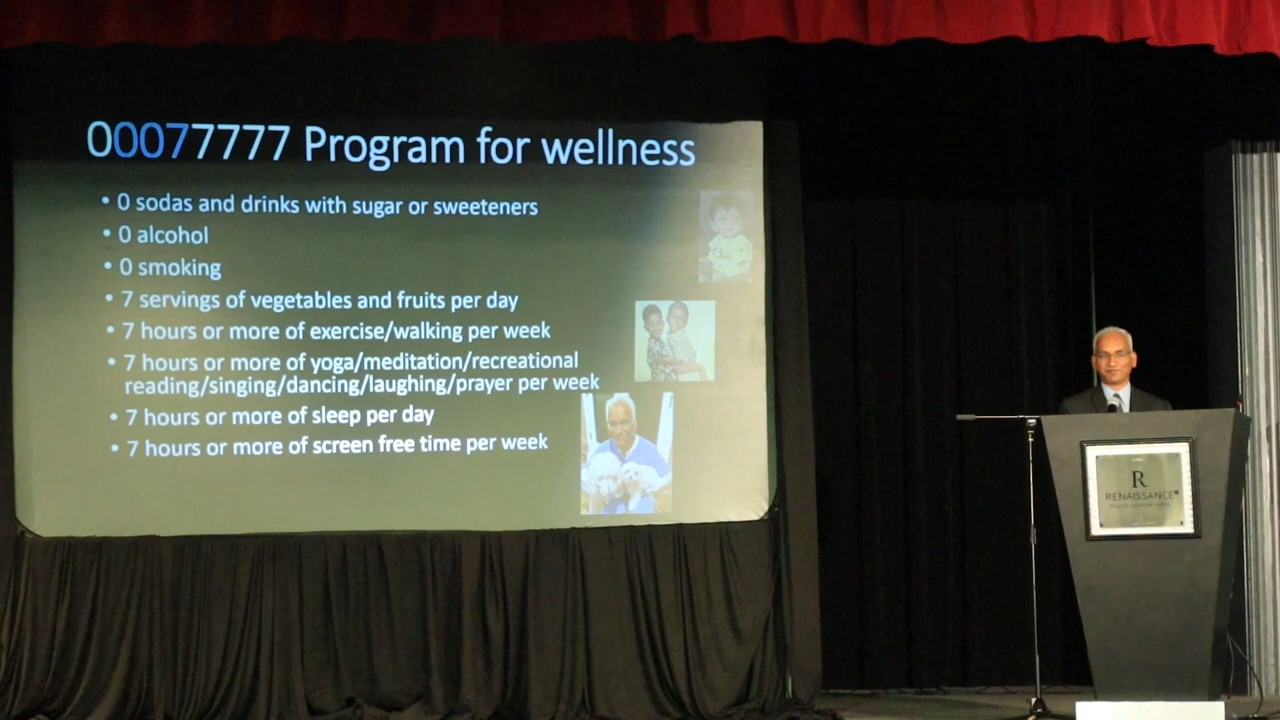 00077777 Program for wellness
• 0 sodas and drinks with sugar or sweeteners
• 0 alcohol
• 0 smoking
• 7 servings of vegetables and fruits per day
• 7 hours or more of exercise/walking per week
• 7 hours or more of yoga/meditation/recreational
reading/singing/dancing/laughing/prayer per week
• 7 hours or more of sleep per day
• 7 hours or more of screen free time per week
R
RENAISSANCE